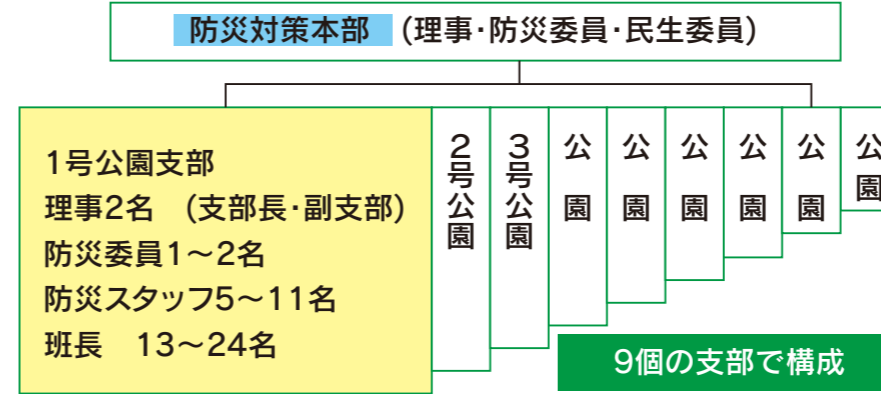 防災対策本部 (理事・防災委員・民生委員)
1号公園支部
理事2名 (支部長・副支部)
防災委員1～2名
防災スタッフ5～11名
班長 13～24名
2号公園
3号公園
公園
公園
公園
公園
公園
公園
9個の支部で構成